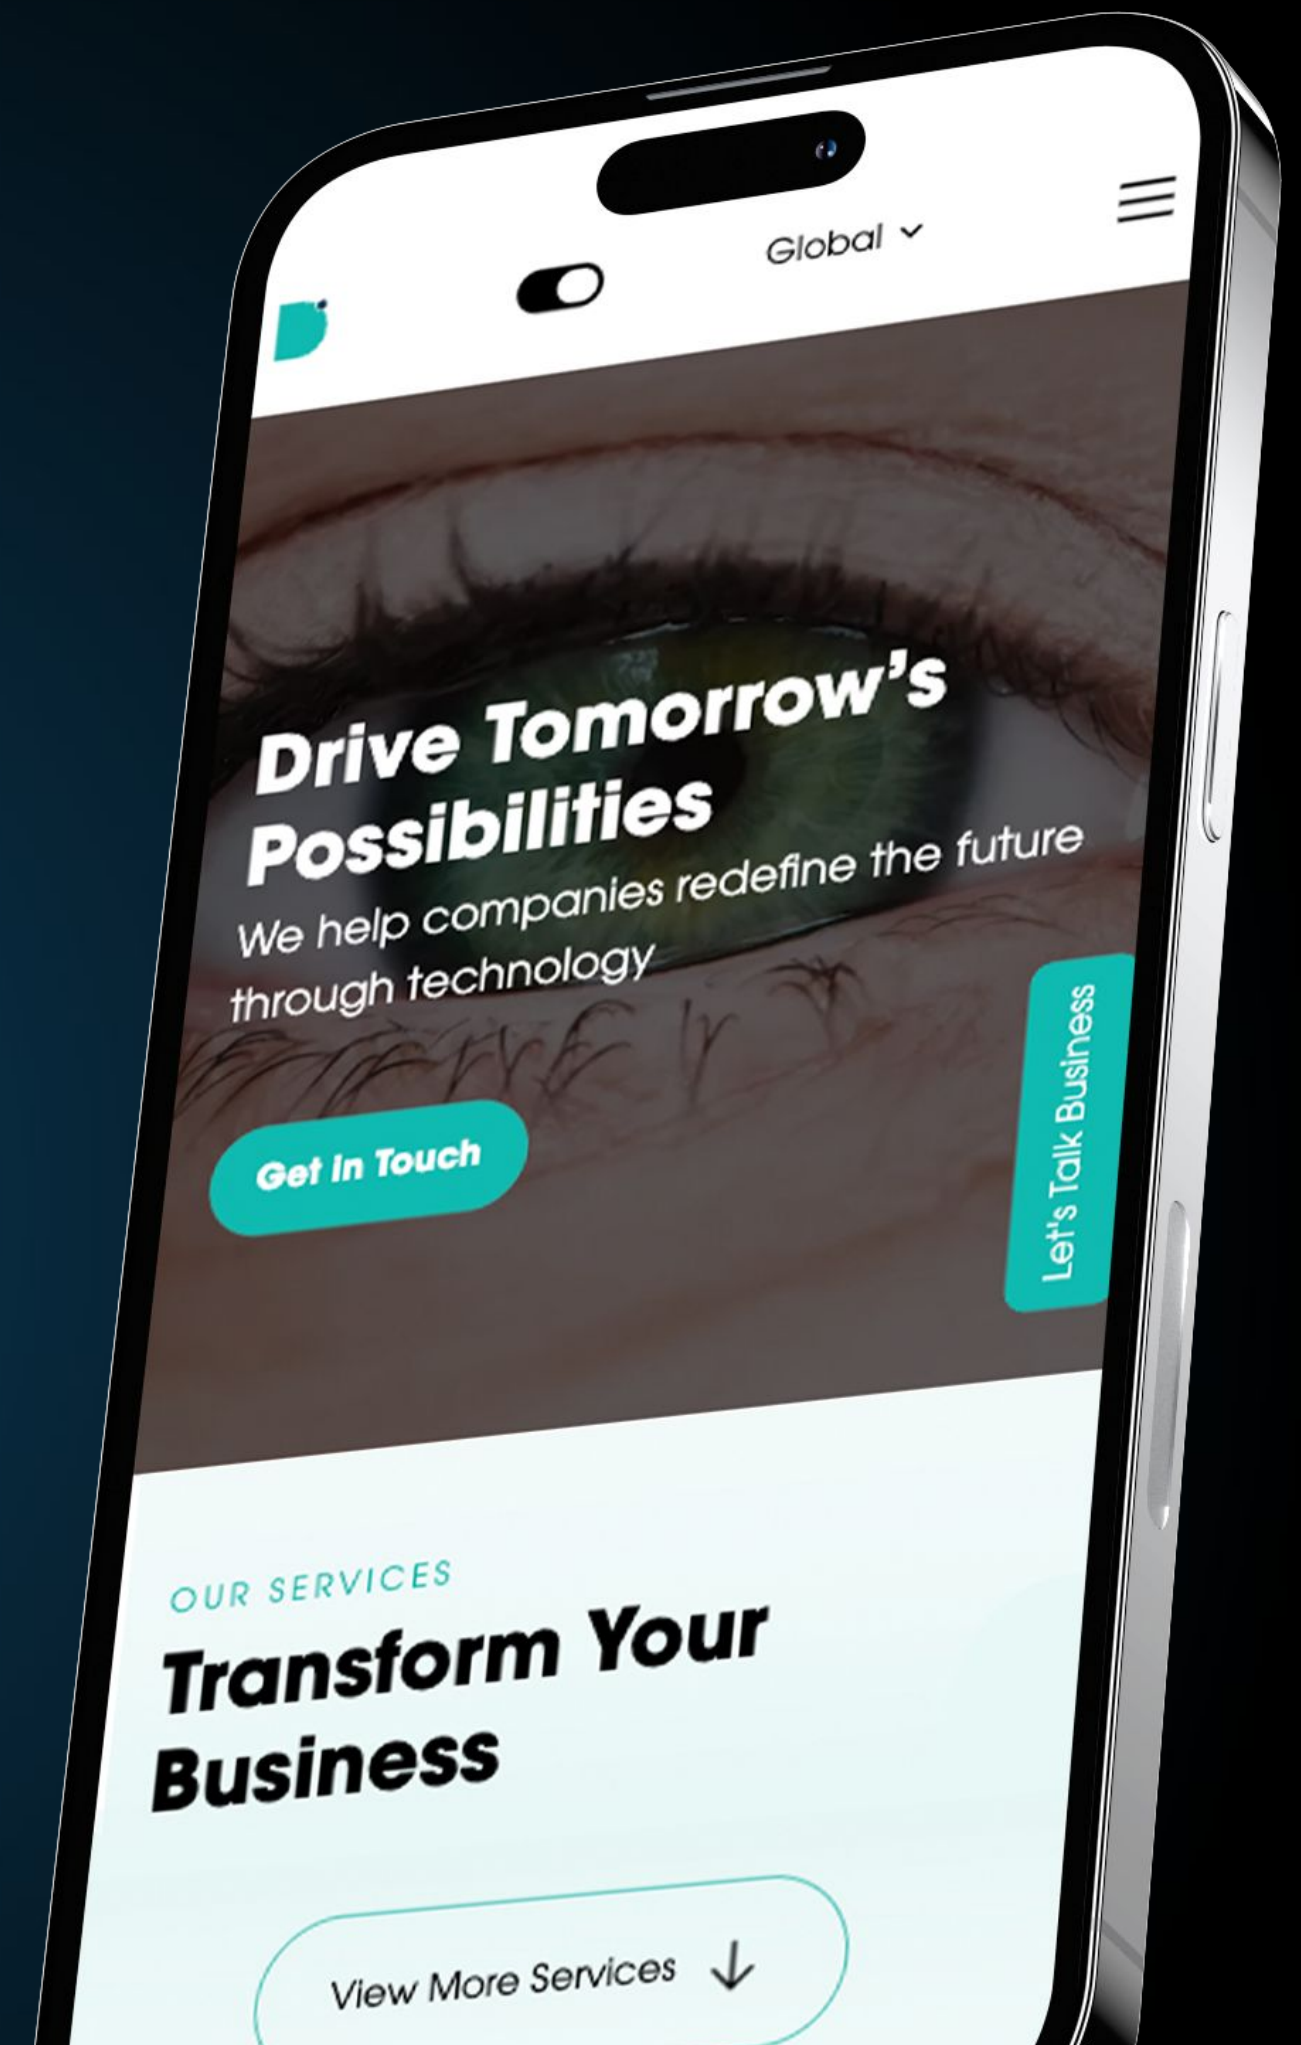 Global
Drive Tomorrow’s
Possibilities
We help companies redefine the future
through technology
Get In Touch
Let's Talk Business
OUR SERVICES
Transform Your
Business
View More Services